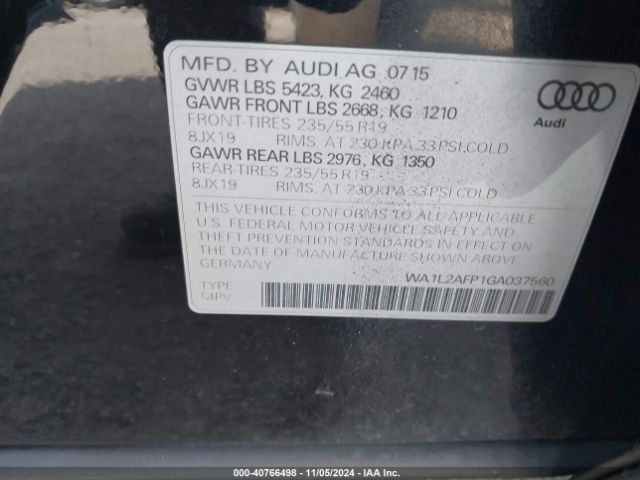 MFD. BY AUDI AG 07 15
GVWR LBS 5423, KG 2460
GAWR FRONT LBS 2668, KG 1210
FRONT-TIRES 235/55 R19
8JX19 RIMS, AT 230 KPA 33 PSI COLD
GAWR REAR LBS 2976, KG 1350
REAR-TIRES 235/55 R19
8JX19 RIMS, AT 230 KPA 33 PSI COLD
Audi
THIS VEHICLE CONFORMS TO ALL APPLICABLE
U.S. FEDERAL MOTOR VEHICLE SAFETY AND
THEFT PREVENTION STANDARDS IN EFFECT ON
THE DATE OF MANUFACTURE SHOWN ABOVE
GERMANY
WA1L2AFP1GA037560
TYPE
MPV
000-40766498 - 11/05/2024 - IAA Inc.